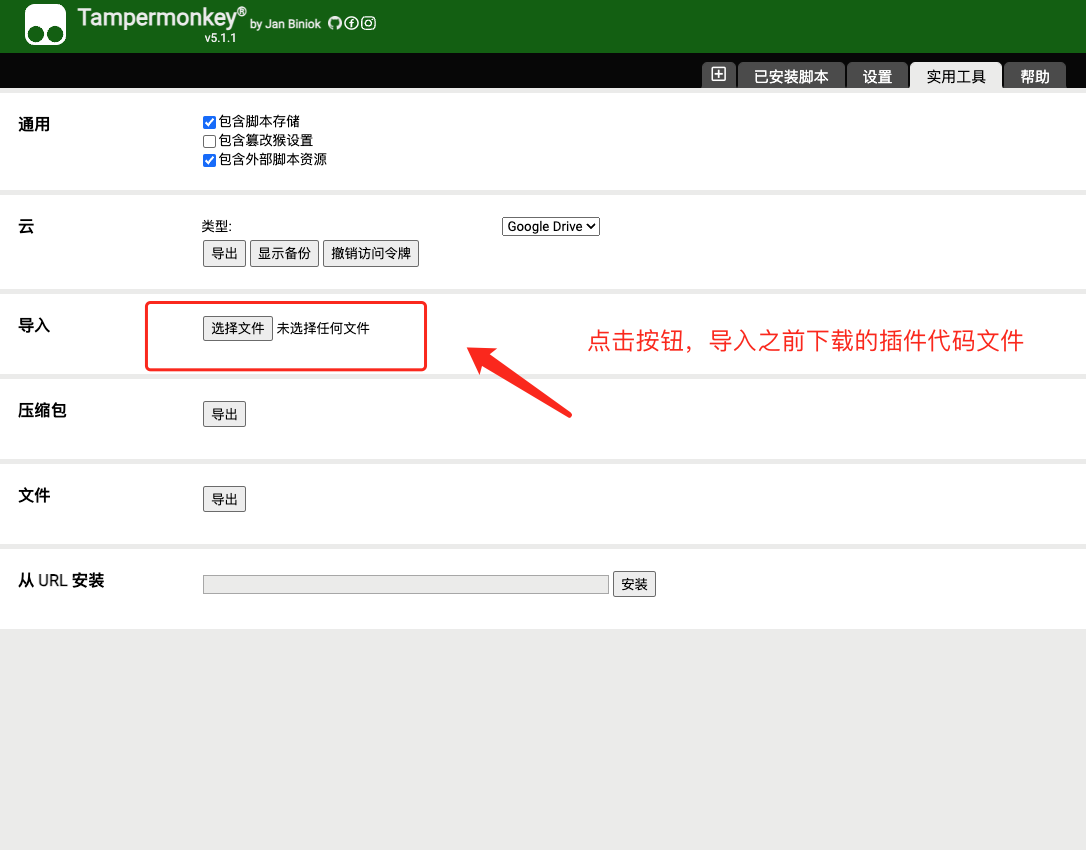 Tampermonkey® by Jan Biniok
v5.1.1
已安装脚本 设置 实用工具 帮助
通用
包含脚本存储
包含篡改猴设置
包含外部脚本资源
云
类型: Google Drive
导出 显示备份 撤销访问令牌
导入
选择文件 未选择任何文件
点击按钮，导入之前下载的插件代码文件
压缩包
导出
文件
导出
从 URL 安装
安装